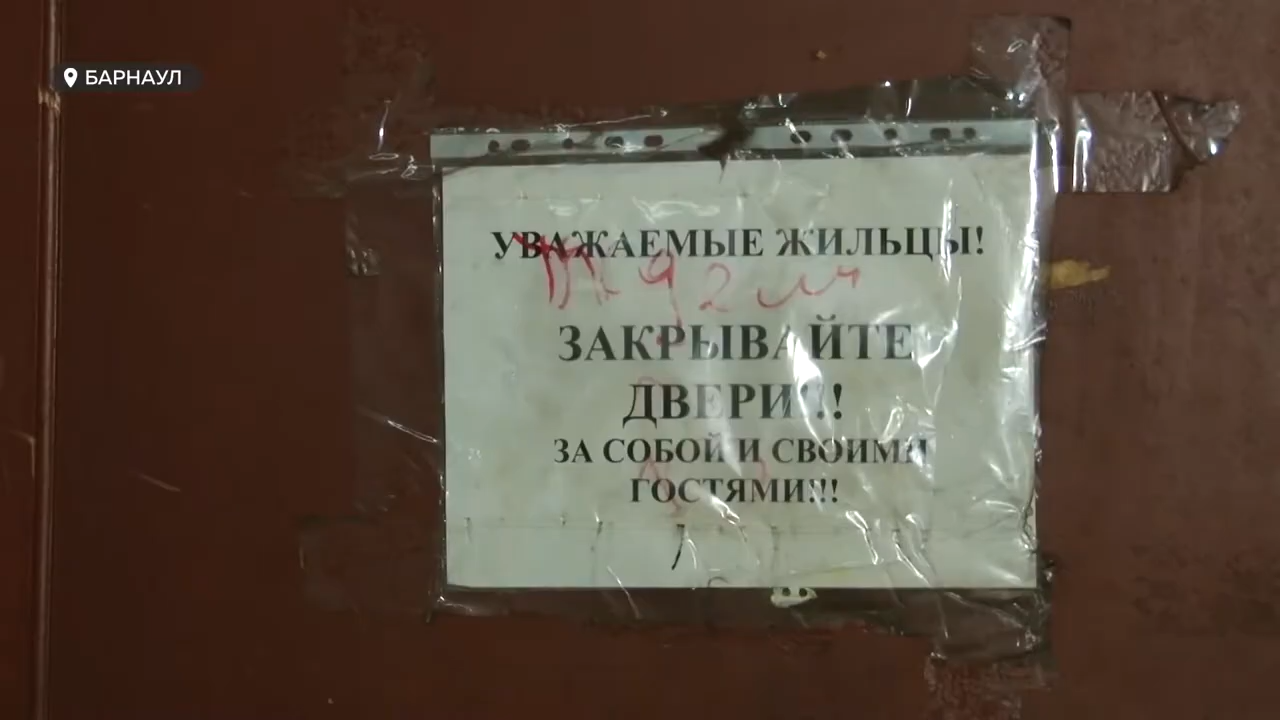 БАРНАУЛ
УВАЖАЕМЫЕ ЖИЛЬЦЫ!
ЗАКРЫВАЙТЕ
ДВЕРИ!!!
ЗА СОБОЙ И СВОИМИ
ГОСТЯМИ!!!